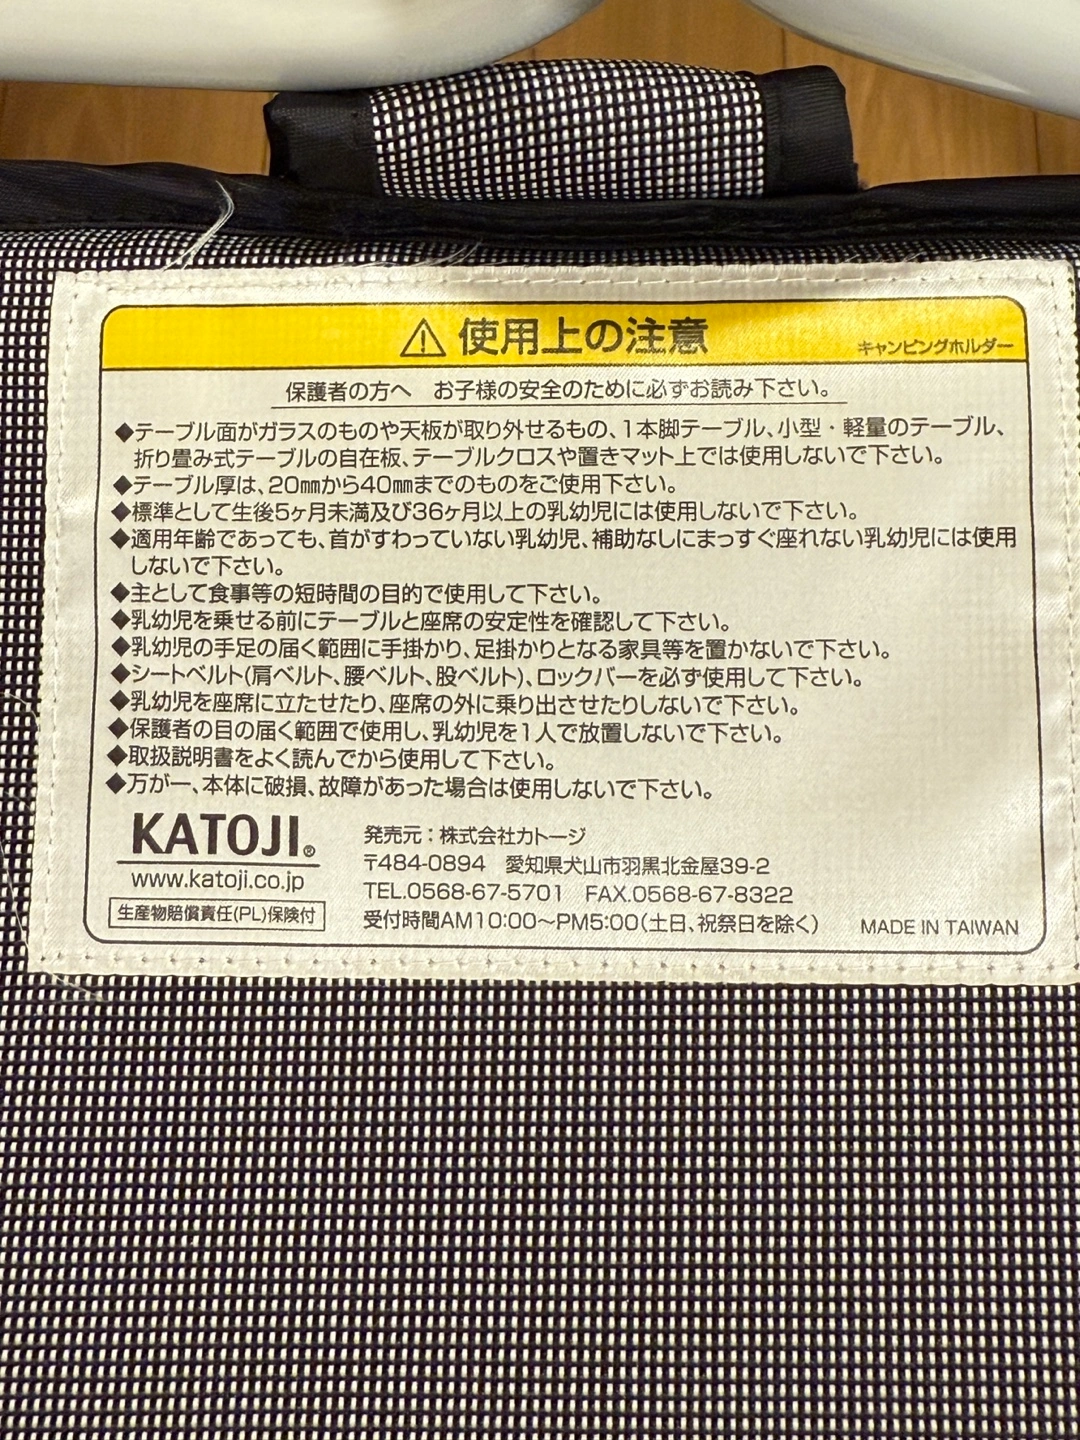 ⚠使用上の注意
キャンピングホルダー
保護者の方へ　お子様の安全のために必ずお読み下さい。
◆テーブル面がガラスのものや天板が取り外せるもの、1本脚テーブル、小型・軽量のテーブル、
折り畳み式テーブルの自在板、テーブルクロスや置きマット上では使用しないで下さい。
◆テーブル厚は、20㎜から40㎜までのものをご使用下さい。
◆標準として生後5ヶ月未満及び36ヶ月以上の乳幼児には使用しないで下さい。
◆適用年齢であっても、首がすわっていない乳幼児、補助なしにまっすぐ座れない乳幼児には使用
しないで下さい。
◆主として食事等の短時間の目的で使用して下さい。
◆乳幼児を乗せる前にテーブルと座席の安定性を確認して下さい。
◆乳幼児の手足の届く範囲に手掛かり、足掛かりとなる家具等を置かないで下さい。
◆シートベルト(肩ベルト、腰ベルト、股ベルト)、ロックバーを必ず使用して下さい。
◆乳幼児を座席に立たせたり、座席の外に乗り出させたりしないで下さい。
◆保護者の目の届く範囲で使用し、乳幼児を1人で放置しないで下さい。
◆取扱説明書をよく読んでから使用して下さい。
◆万が一、本体に破損、故障があった場合は使用しないで下さい。
KATOJI®
www.katoji.co.jp
生産物賠償責任(PL)保険付
発売元：株式会社カトージ
〒484-0894　愛知県犬山市羽黒北金屋39-2
TEL.0568-67-5701　FAX.0568-67-8322
受付時間AM10:00〜PM5:00(土日、祝祭日を除く)
MADE IN TAIWAN